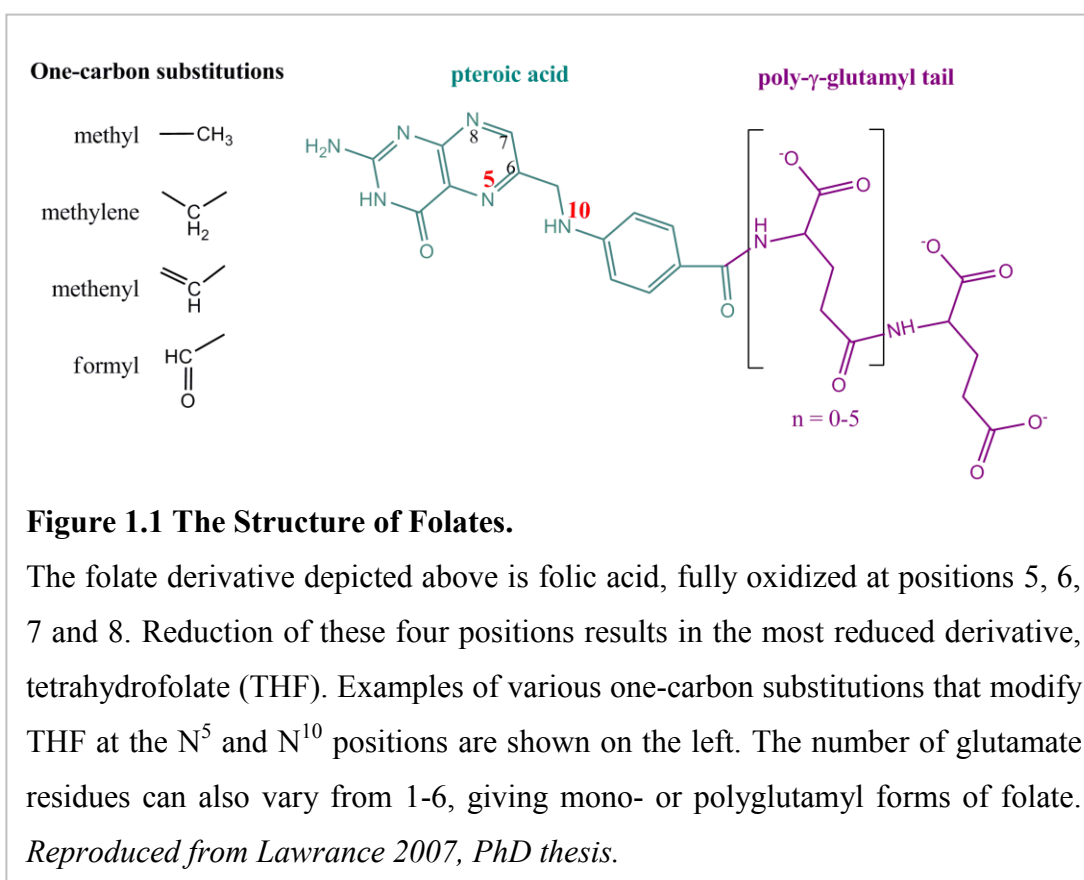 One-carbon substitutions
methyl —CH3
methylene C H2
methenyl C H
formyl HC O
pteroic acid
H2N N N 8 7
HN 5 N 6
O HN 10
O
poly-γ-glutamyl tail
-O O
H N
O
n = 0-5
NH
-O O
O O-
Figure 1.1 The Structure of Folates.
The folate derivative depicted above is folic acid, fully oxidized at positions 5, 6,
7 and 8. Reduction of these four positions results in the most reduced derivative,
tetrahydrofolate (THF). Examples of various one-carbon substitutions that modify
THF at the N5 and N10 positions are shown on the left. The number of glutamate
residues can also vary from 1-6, giving mono- or polyglutamyl forms of folate.
Reproduced from Lawrance 2007, PhD thesis.